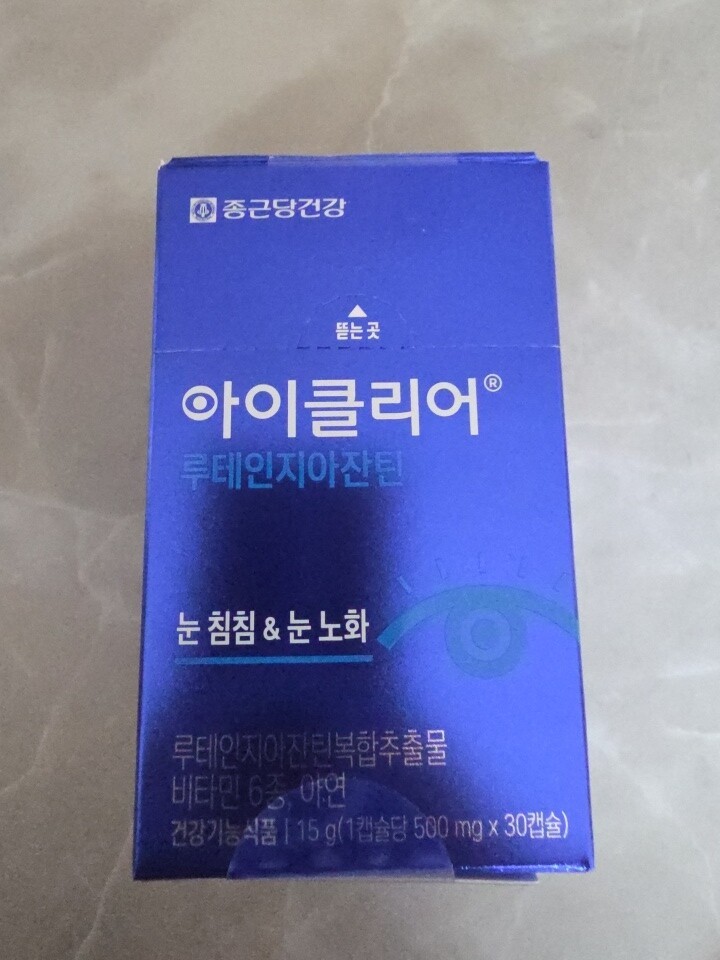 종근당건강
뜯는 곳
아이클리어®
루테인지아잔틴
눈 침침 & 눈 노화
루테인지아잔틴복합추출물
비타민 6종, 아연
건강기능식품 | 15 g(1캡슐당 500 mg x 30캡슐)